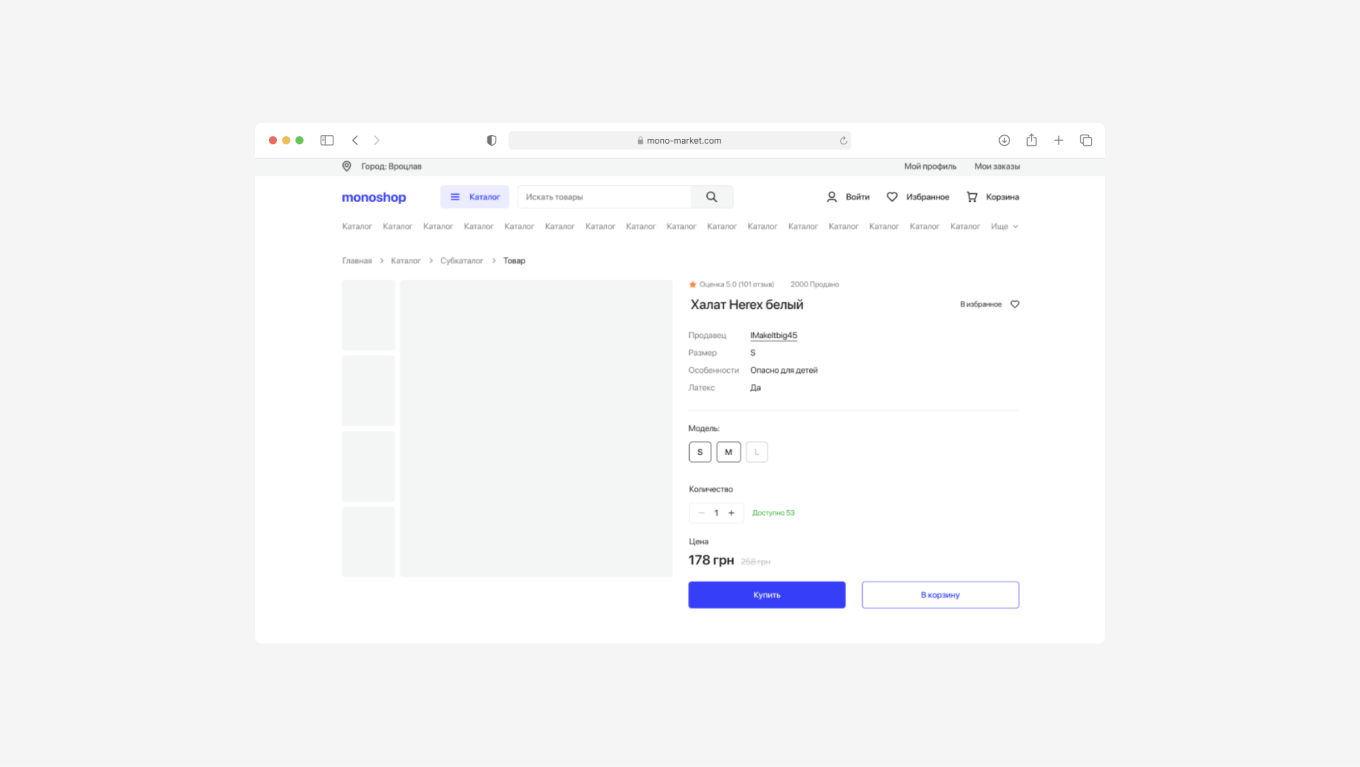 mono-market.com
Город: Вроцлав Мой профиль Мои заказы
monoshop Каталог Искать товары Войти Избранное Корзина
Каталог Каталог Каталог Каталог Каталог Каталог Каталог Каталог Каталог Каталог Каталог Каталог Каталог Каталог Каталог Каталог Ище
Главная Каталог Субкаталог Товар
Оценка 5.0 (101 отзыв) 2000 Продано
Халат Herex белый В избранное
Продавец IMakeItbig45
Размер S
Особенности Опасно для детей
Латекс Да
Модель:
S M L
Количество
1 Доступно 53
Цена
178 грн 268 грн
Купить В корзину